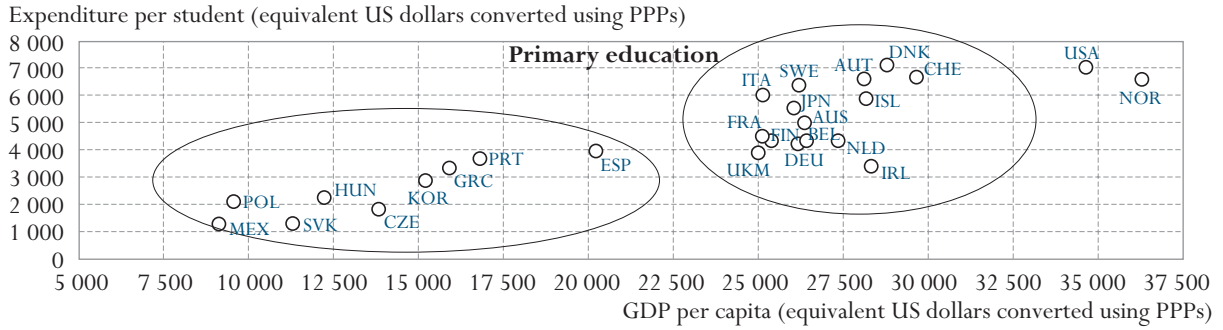 Expenditure per student (equivalent US dollars converted using PPPs)
8 000
Primary education
DNK
USA
7 000
ITA
SWE
AUT
CHE
6 000
JPN
ISL
NOR
5 000
FRA
AUS
4 000
FIN
BEL
PRT
ESP
UKM
DEU
NLD
3 000
GRC
IRL
2 000
POL
HUN
KOR
1 000
MEX
SVK
CZE
0
5 000 7 500 10 000 12 500 15 000 17 500 20 000 22 500 25 000 27 500 30 000 32 500 35 000 37 500
GDP per capita (equivalent US dollars converted using PPPs)